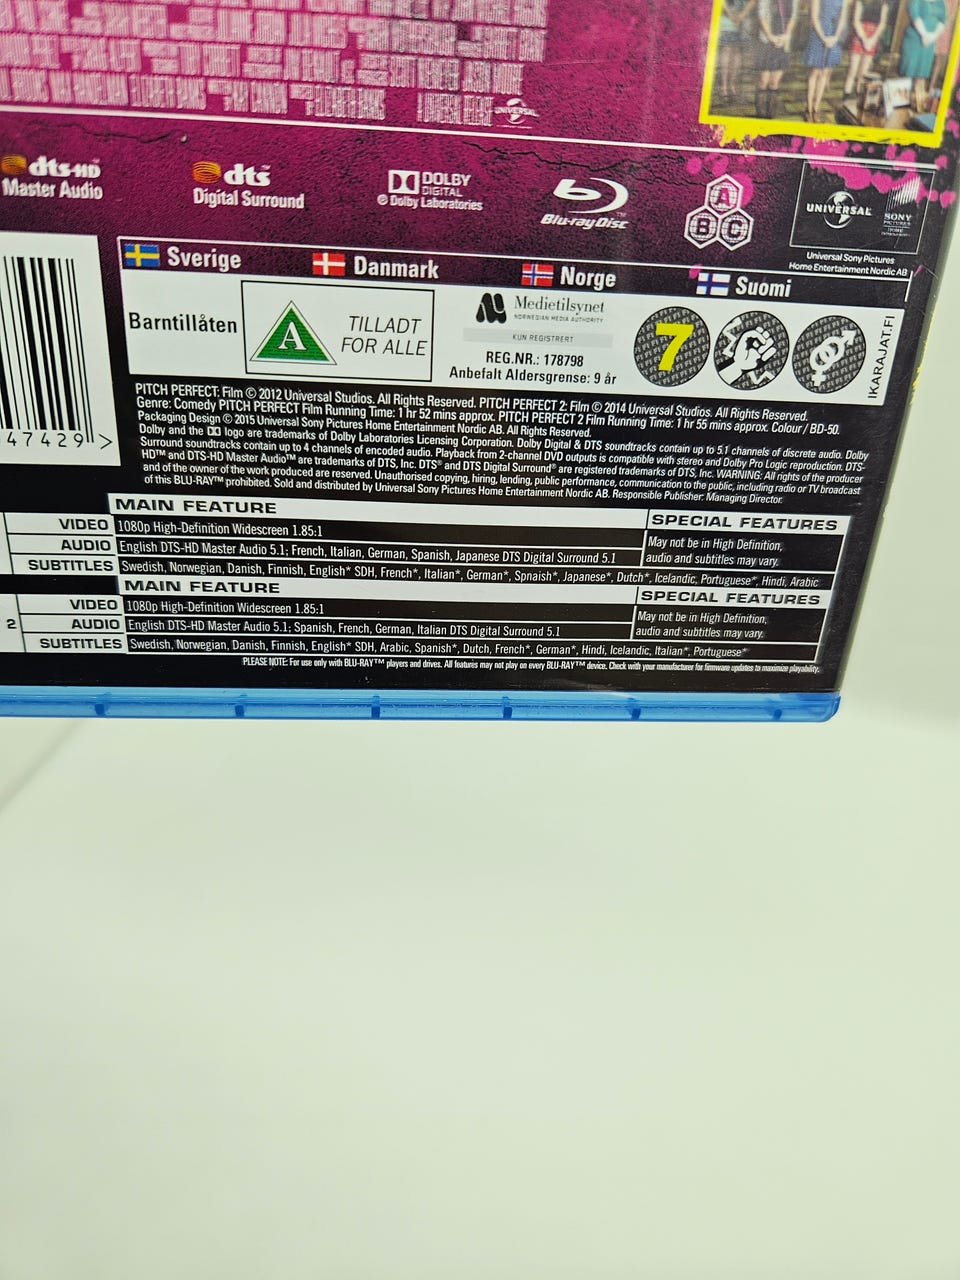 UNIVERSAL
dts-HD
Master Audio
dts™
Digital Surround
DOLBY
DIGITAL
© Dolby Laboratories
Blu-ray Disc™
A
B C
UNIVERSAL
SONY
PICTURES
Universal Sony Pictures
Home Entertainment Nordic AB
Sverige
Danmark
Norge
Suomi
Barntillåten
A
TILLADT
FOR ALLE
Medietilsynet
NORWEGIAN MEDIA AUTHORITY
KUN REGISTRERT
REG.NR.: 178798
Anbefalt Aldersgrense: 9 år
7
IKARAJAT.FI
47429 >
PITCH PERFECT: Film © 2012 Universal Studios. All Rights Reserved. PITCH PERFECT 2: Film © 2014 Universal Studios. All Rights Reserved.
Genre: Comedy PITCH PERFECT Film Running Time: 1 hr 52 mins approx. PITCH PERFECT 2 Film Running Time: 1 hr 55 mins approx. Colour / BD-50.
Packaging Design © 2015 Universal Sony Pictures Home Entertainment Nordic AB. All Rights Reserved.
Dolby and the logo are trademarks of Dolby Laboratories Licensing Corporation. Dolby Digital & DTS soundtracks contain up to 5.1 channels of discrete audio. Dolby
Surround soundtracks contain up to 4 channels of encoded audio. Playback from 2-channel DVD outputs is compatible with stereo and Dolby Pro Logic reproduction. DTS-
HD™ and DTS-HD Master Audio™ are trademarks of DTS, Inc. DTS® and DTS Digital Surround® are registered trademarks of DTS, Inc. WARNING: All rights of the producer
and of the owner of the work produced are reserved. Unauthorised copying, hiring, lending, public performance, communication to the public, including radio or TV broadcast
of this BLU-RAY™ prohibited. Sold and distributed by Universal Sony Pictures Home Entertainment Nordic AB. Responsible Publisher: Managing Director.
MAIN FEATURE
SPECIAL FEATURES
VIDEO 1080p High-Definition Widescreen 1.85:1
May not be in High Definition,
AUDIO English DTS-HD Master Audio 5.1; French, Italian, German, Spanish, Japanese DTS Digital Surround 5.1
audio and subtitles may vary.
SUBTITLES Swedish, Norwegian, Danish, Finnish, English* SDH, French*, Italian*, German*, Spnaish*, Japanese*, Dutch*, Icelandic, Portuguese*, Hindi, Arabic
MAIN FEATURE
SPECIAL FEATURES
VIDEO 1080p High-Definition Widescreen 1.85:1
May not be in High Definition,
2 AUDIO English DTS-HD Master Audio 5.1; Spanish, French, German, Italian DTS Digital Surround 5.1
audio and subtitles may vary.
SUBTITLES Swedish, Norwegian, Danish, Finnish, English* SDH, Arabic, Spanish*, Dutch, French*, German*, Hindi, Icelandic, Italian*, Portuguese*
PLEASE NOTE: For use only with BLU-RAY™ players and drives. All features may not play on every BLU-RAY™ device. Check with your manufacturer for firmware updates to maximize playability.